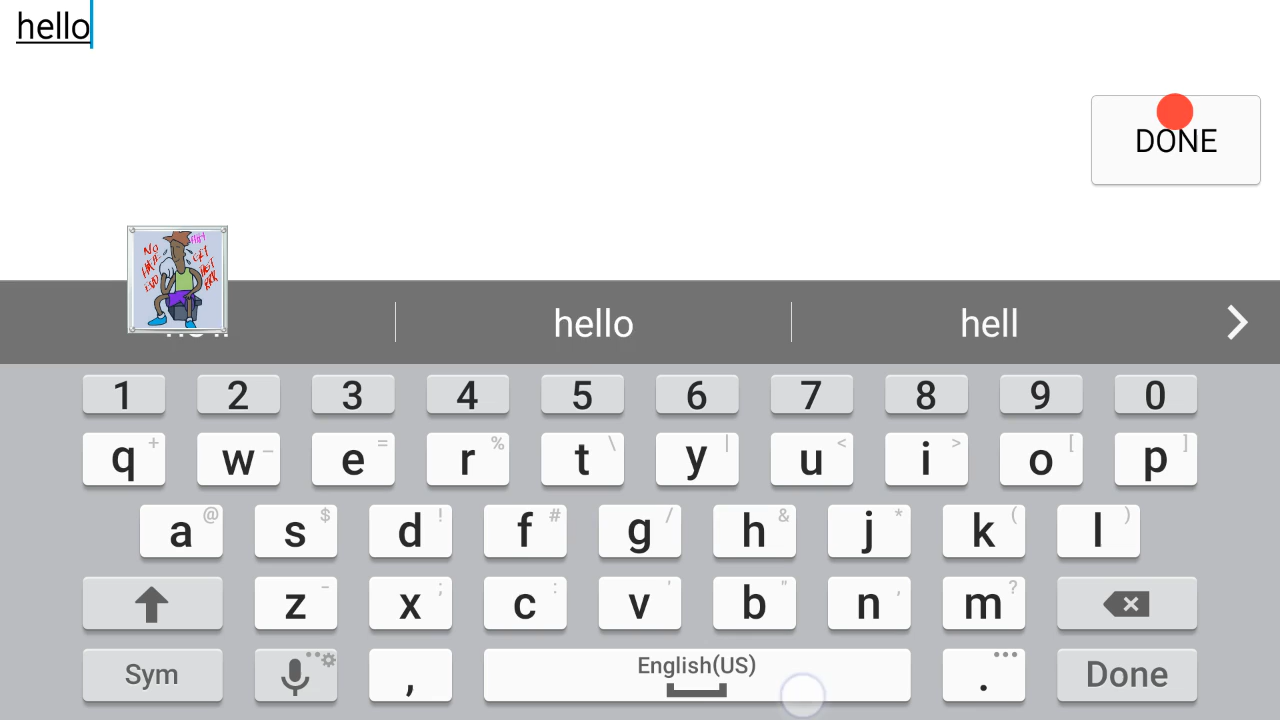 hello
DONE
hello hell
1 2 3 4 5 6 7 8 9 0
q + w _ e = r % t \ y | u < i > o [ p ]
a @ s $ d ! f # g / h & j * k ( l )
z - x ; c : v ' b " n , m ?
Sym , English(US) . Done